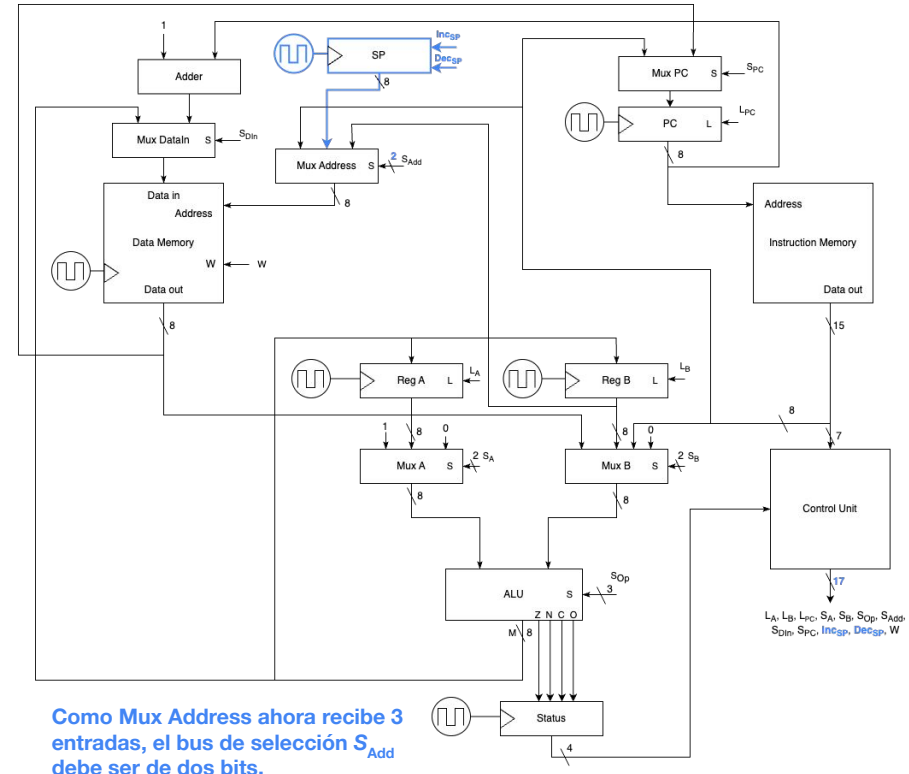 1
Inc_SP
SP
Dec_SP
Adder
8
Mux PC S
S_PC
L_PC
PC L
Mux DataIn S
S_DIn
Mux Address S
2 S_Add
8
8
Data in
Address
Data Memory
W W
Data out
Address
Instruction Memory
Data out
8
15
Reg A L
L_A
Reg B L
L_B
8
7
1
8
0
8
0
Mux A S
2 S_A
Mux B S
2 S_B
8
8
Control Unit
ALU S
S_Op
3
Z N C O
M 8
17
L_A, L_B, L_PC, S_A, S_B, S_Op, S_Add,
S_DIn, S_PC, Inc_SP, Dec_SP, W
Status
4
Como Mux Address ahora recibe 3
entradas, el bus de selección S_Add
debe ser de dos bits.